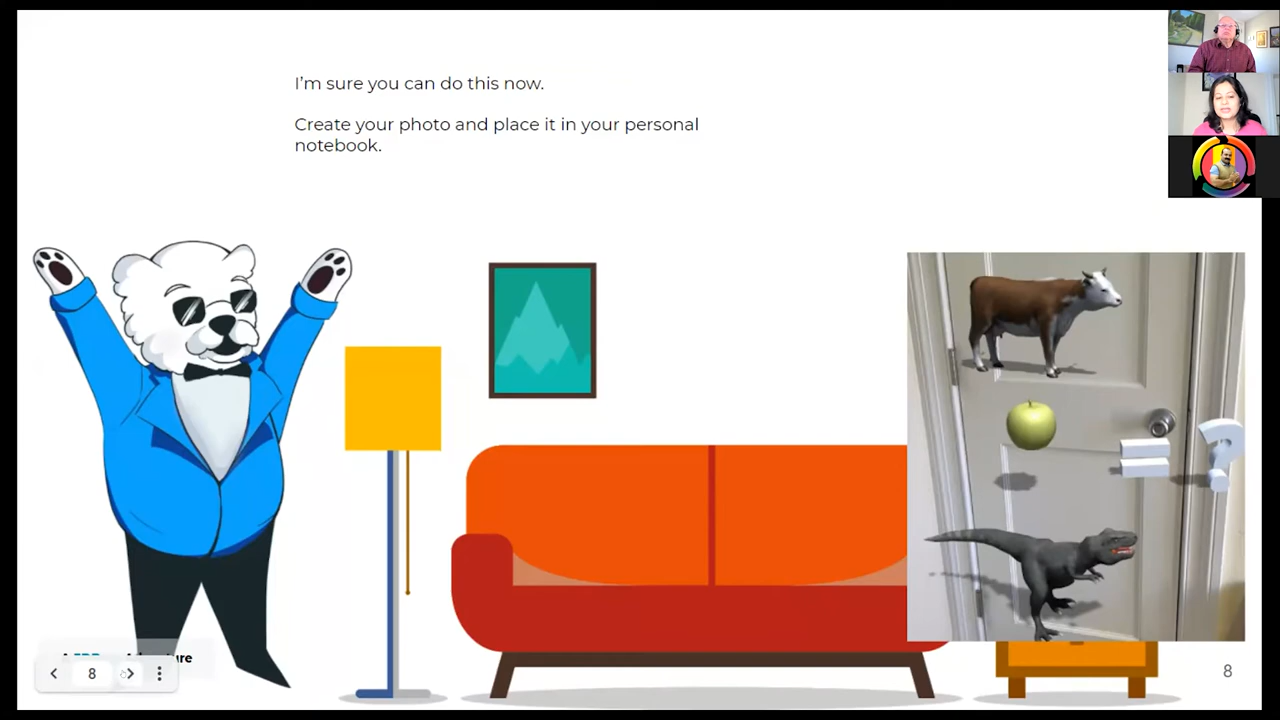 I'm sure you can do this now.
Create your photo and place it in your personal
notebook.
= ?
8
8